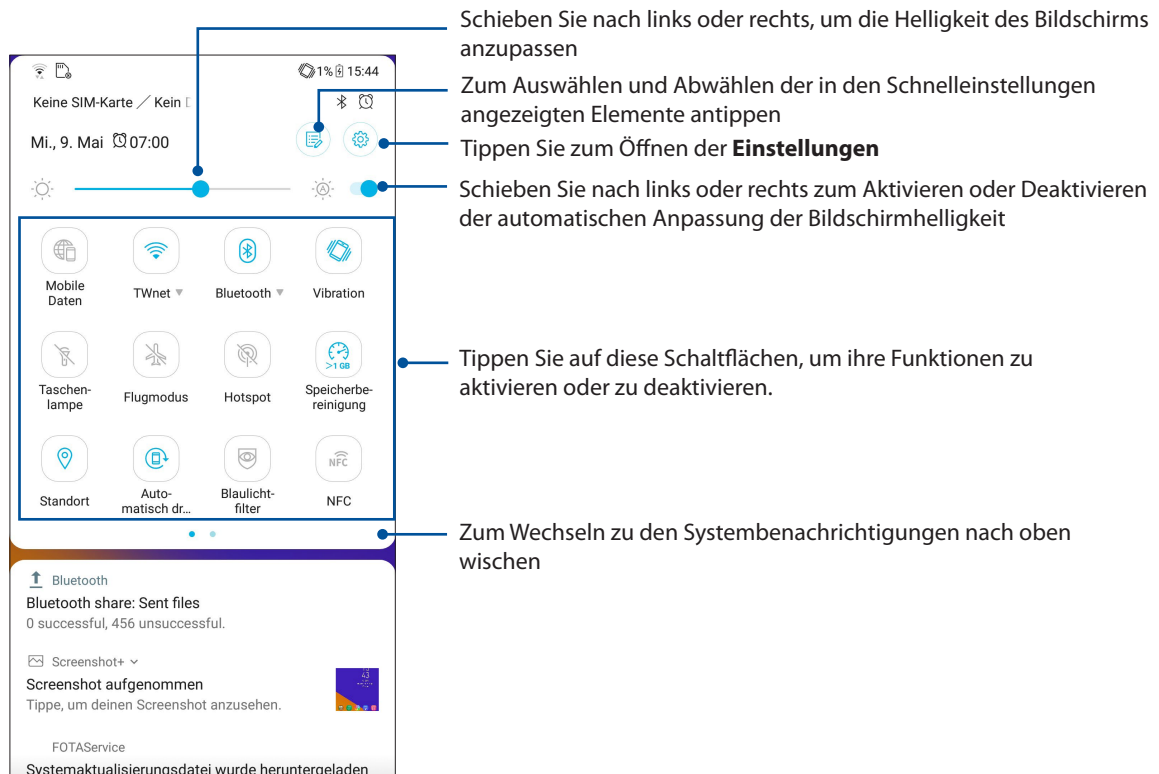 Schieben Sie nach links oder rechts, um die Helligkeit des Bildschirms
anzupassen
Zum Auswählen und Abwählen der in den Schnelleinstellungen
angezeigten Elemente antippen
Tippen Sie zum Öffnen der Einstellungen
Schieben Sie nach links oder rechts zum Aktivieren oder Deaktivieren
der automatischen Anpassung der Bildschirmhelligkeit
Tippen Sie auf diese Schaltflächen, um ihre Funktionen zu
aktivieren oder zu deaktivieren.
Zum Wechseln zu den Systembenachrichtigungen nach oben
wischen
1% 15:44
Keine SIM-Karte / Kein
Mi., 9. Mai 07:00
A
Mobile
Daten
TWnet
Bluetooth
Vibration
Taschen-
lampe
Flugmodus
Hotspot
>1 GB
Speicherbe-
reinigung
Standort
Auto-
matisch dr...
Blaulicht-
filter
NFC
NFC
Bluetooth
Bluetooth share: Sent files
0 successful, 456 unsuccessful.
Screenshot+
Screenshot aufgenommen
Tippe, um deinen Screenshot anzusehen.
FOTAService
Systemaktualisierungsdatei wurde heruntergeladen